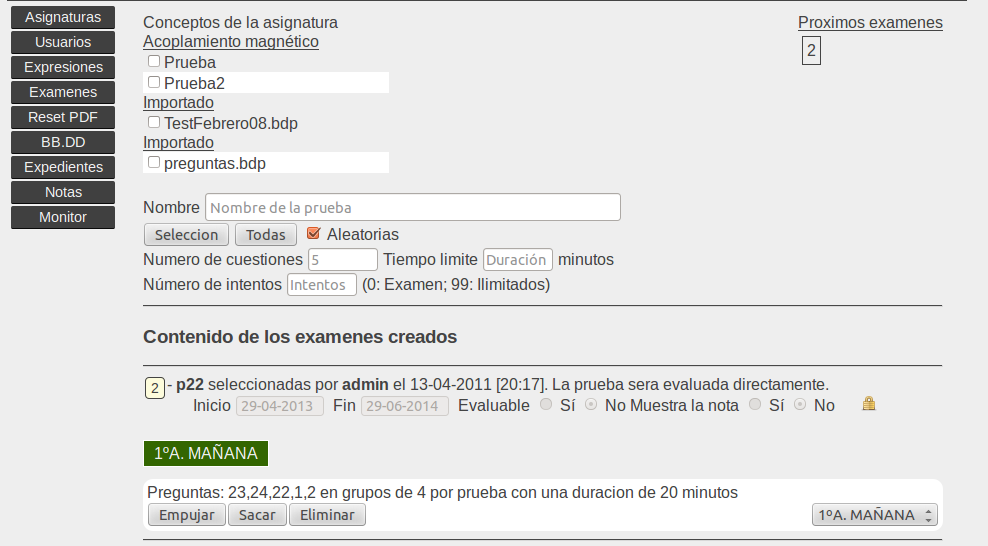 Asignaturas
Usuarios
Expresiones
Examenes
Reset PDF
BB.DD
Expedientes
Notas
Monitor
Conceptos de la asignatura
Acoplamiento magnético
Prueba
Prueba2
Importado
TestFebrero08.bdp
Importado
preguntas.bdp
Proximos examenes
2
Nombre Nombre de la prueba
Seleccion Todas Aleatorias
Numero de cuestiones 5 Tiempo limite Duración minutos
Número de intentos Intentos (0: Examen; 99: Ilimitados)
Contenido de los examenes creados
2 - p22 seleccionadas por admin el 13-04-2011 [20:17]. La prueba sera evaluada directamente.
Inicio 29-04-2013 Fin 29-06-2014 Evaluable Sí No Muestra la nota Sí No
1ºA. MAÑANA
Preguntas: 23,24,22,1,2 en grupos de 4 por prueba con una duracion de 20 minutos
Empujar Sacar Eliminar 1ºA. MAÑANA